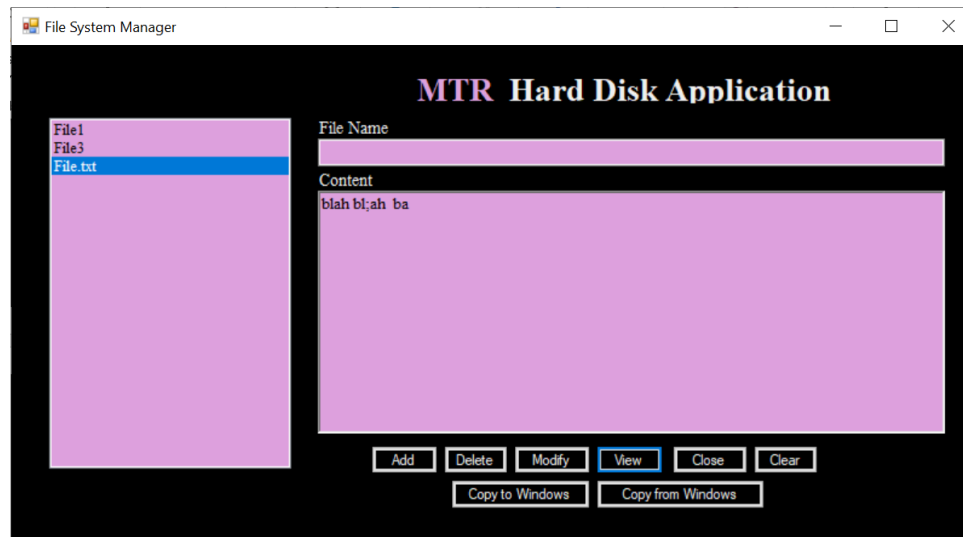 File System Manager
MTR Hard Disk Application
File1
File3
File.txt
File Name
Content
blah bl;ah ba
Add Delete Modify View Close Clear
Copy to Windows Copy from Windows